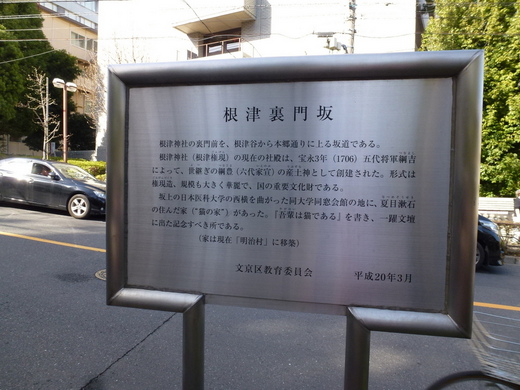 根津裏門坂
根津神社の裏門前を、根津谷から本郷通りに上る坂道である。
根津神社（根津権現）の現在の社殿は、宝永3年（1706）五代将軍綱吉
によって、世継ぎの綱豊（六代家宣）の産土神として創建された。形式は
権現造、規模も大きく華麗で、国の重要文化財である。
坂上の日本医科大学の西横を曲がった同大学同窓会館の地に、夏目漱石
の住んだ家（“猫の家”）があった。『吾輩は猫である』を書き、一躍文壇
に出た記念すべき所である。
（家は現在「明治村」に移築）
文京区教育委員会　平成20年3月